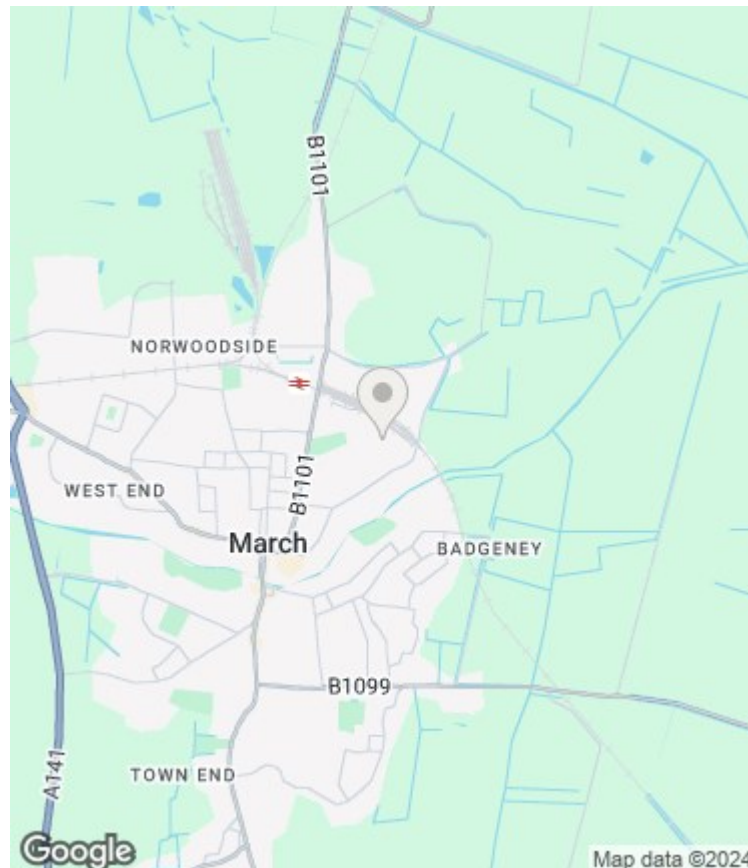 B1101
NORWOODSIDE
B1101
WEST END
March
BADGENEY
B1099
TOWN END
A141
Google
Map data ©2024